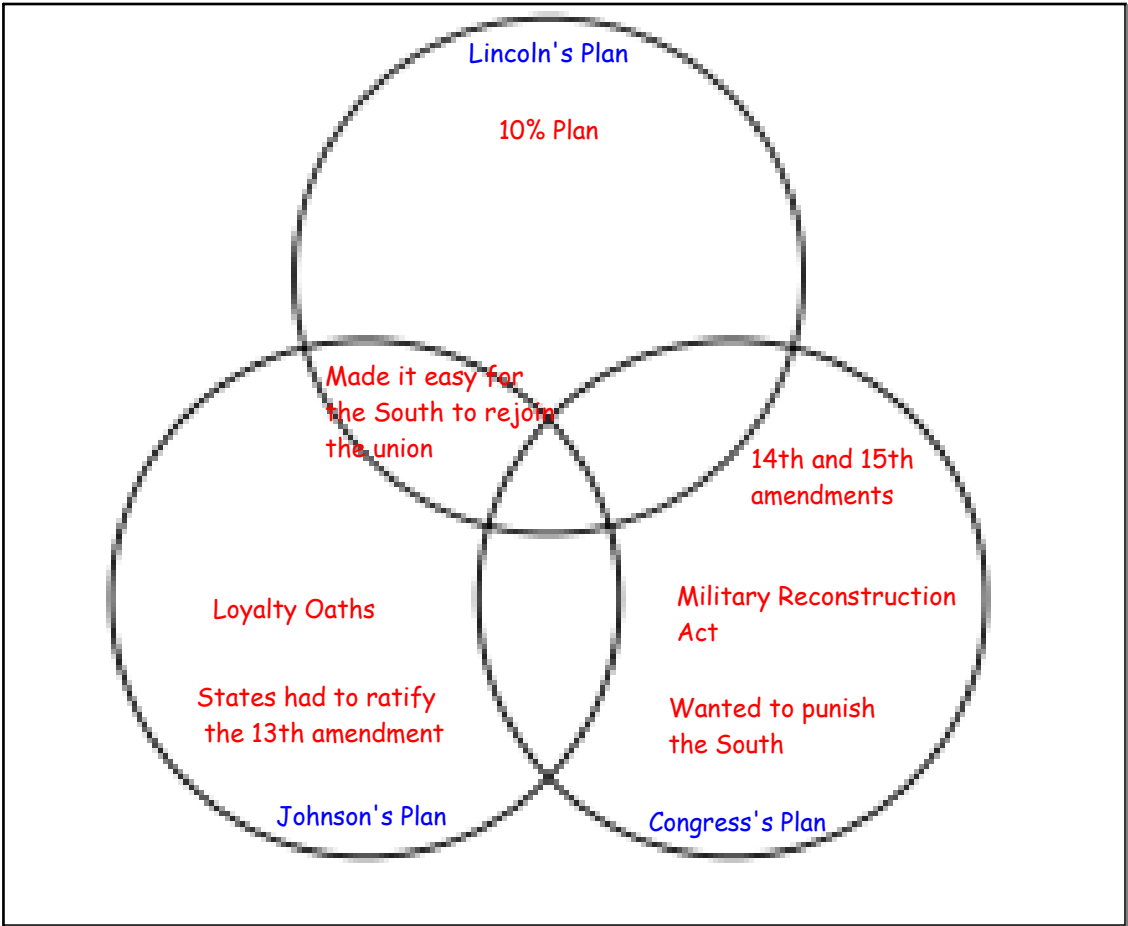 Lincoln's Plan
10% Plan
Made it easy for
the South to rejoin
the union
14th and 15th
amendments
Loyalty Oaths
States had to ratify
the 13th amendment
Johnson's Plan
Military Reconstruction
Act
Wanted to punish
the South
Congress's Plan